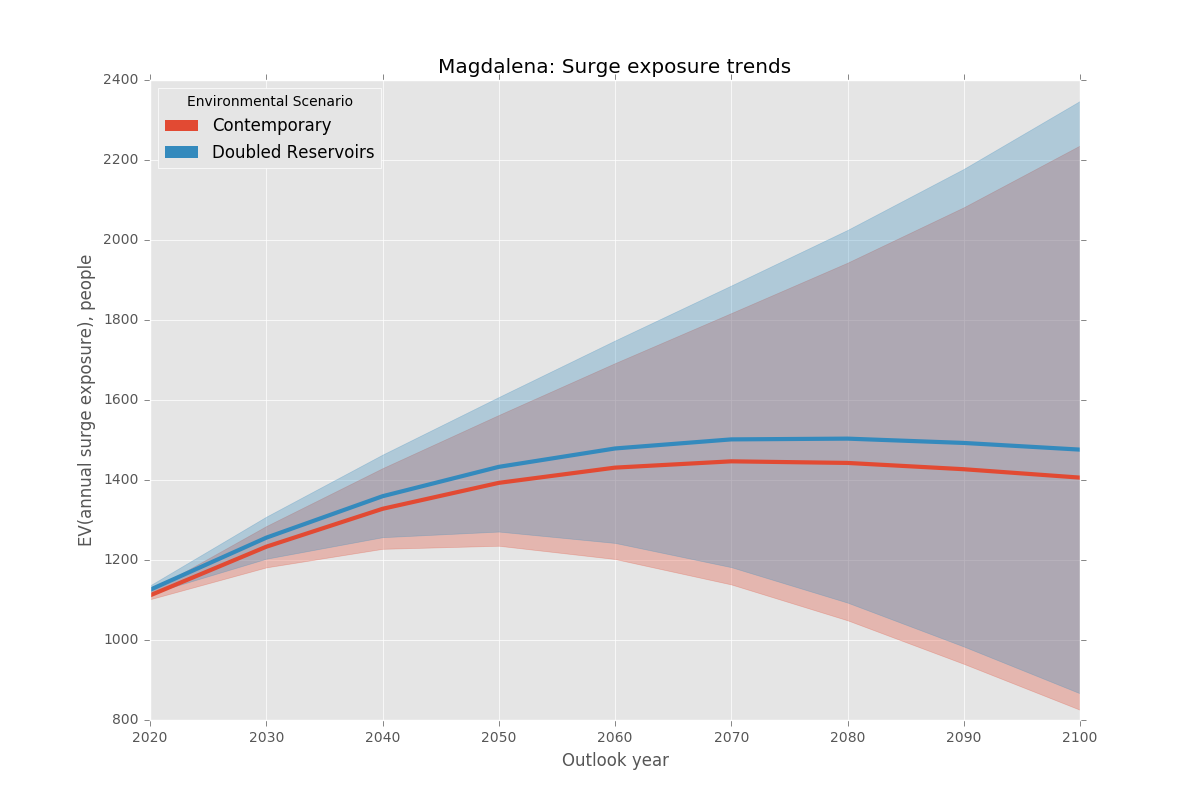 Magdalena: Surge exposure trends
Environmental Scenario
Contemporary
Doubled Reservoirs
EV(annual surge exposure), people
2400
2200
2000
1800
1600
1400
1200
1000
800
2020 2030 2040 2050 2060 2070 2080 2090 2100
Outlook year